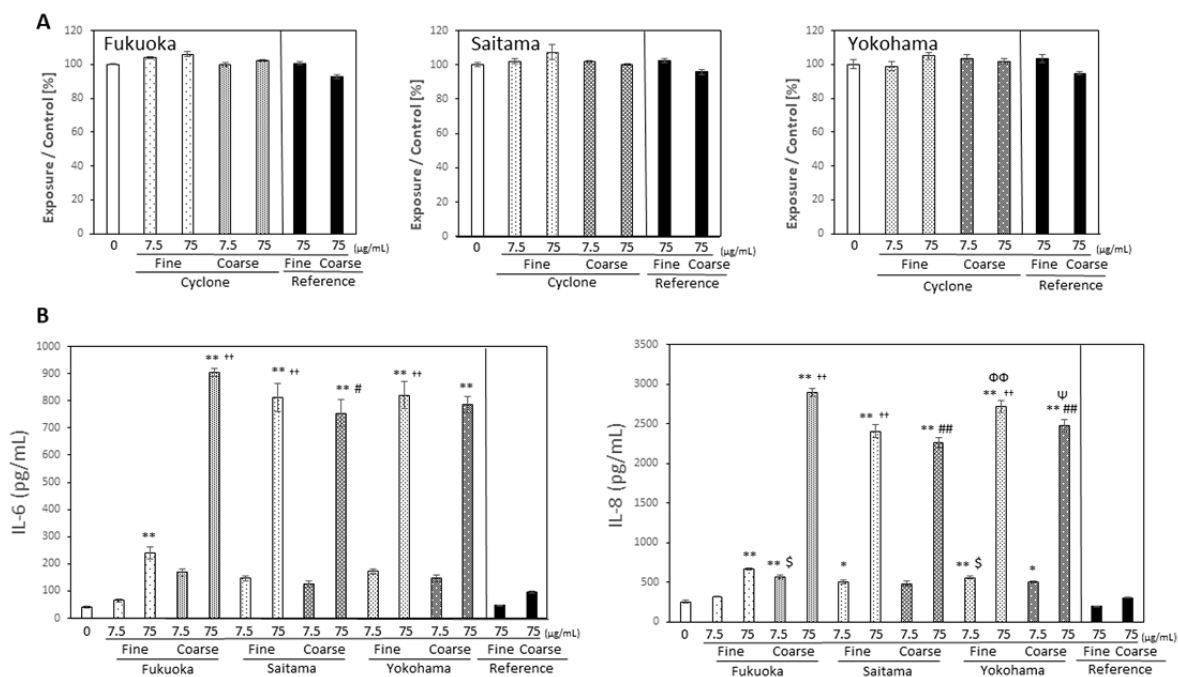 A
Fukuoka
Exposure / Control [%]
120
100
80
60
40
20
0
0 7.5 75 7.5 75 75 75 (μg/mL)
Fine Coarse Fine Coarse
Cyclone Reference
Saitama
Exposure / Control [%]
120
100
80
60
40
20
0
0 7.5 75 7.5 75 75 75 (μg/mL)
Fine Coarse Fine Coarse
Cyclone Reference
Yokohama
Exposure / Control [%]
120
100
80
60
40
20
0
0 7.5 75 7.5 75 75 75 (μg/mL)
Fine Coarse Fine Coarse
Cyclone Reference
B
IL-6 (pg/mL)
1000
900
800
700
600
500
400
300
200
100
0
** ** †† ** †† ** # ** †† **
0 7.5 75 7.5 75 7.5 75 7.5 75 7.5 75 7.5 75 75 75 (μg/mL)
Fine Coarse Fine Coarse Fine Coarse Fine Coarse
Fukuoka Saitama Yokohama Reference
IL-8 (pg/mL)
3500
3000
2500
2000
1500
1000
500
0
ΦΦ Ψ
** †† ** †† ** ## ** †† ** ##
** ** $ * ** $ *
0 7.5 75 7.5 75 7.5 75 7.5 75 7.5 75 7.5 75 75 75 (μg/mL)
Fine Coarse Fine Coarse Fine Coarse Fine Coarse
Fukuoka Saitama Yokohama Reference